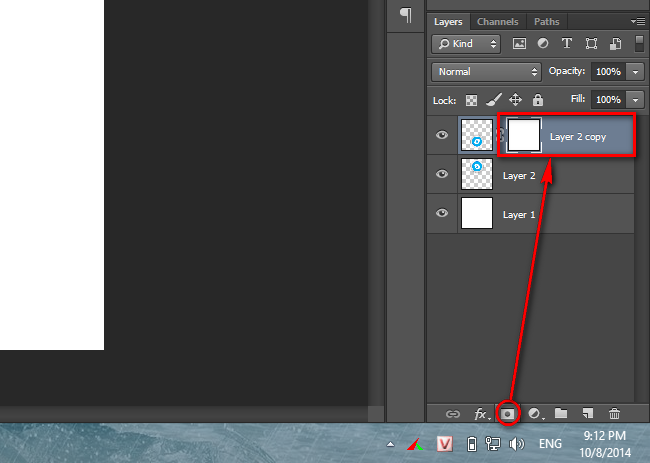 Layers Channels Paths
Kind
Normal Opacity: 100%
Lock: Fill: 100%
Layer 2 copy
Layer 2
Layer 1
fx
ENG 9:12 PM
10/8/2014